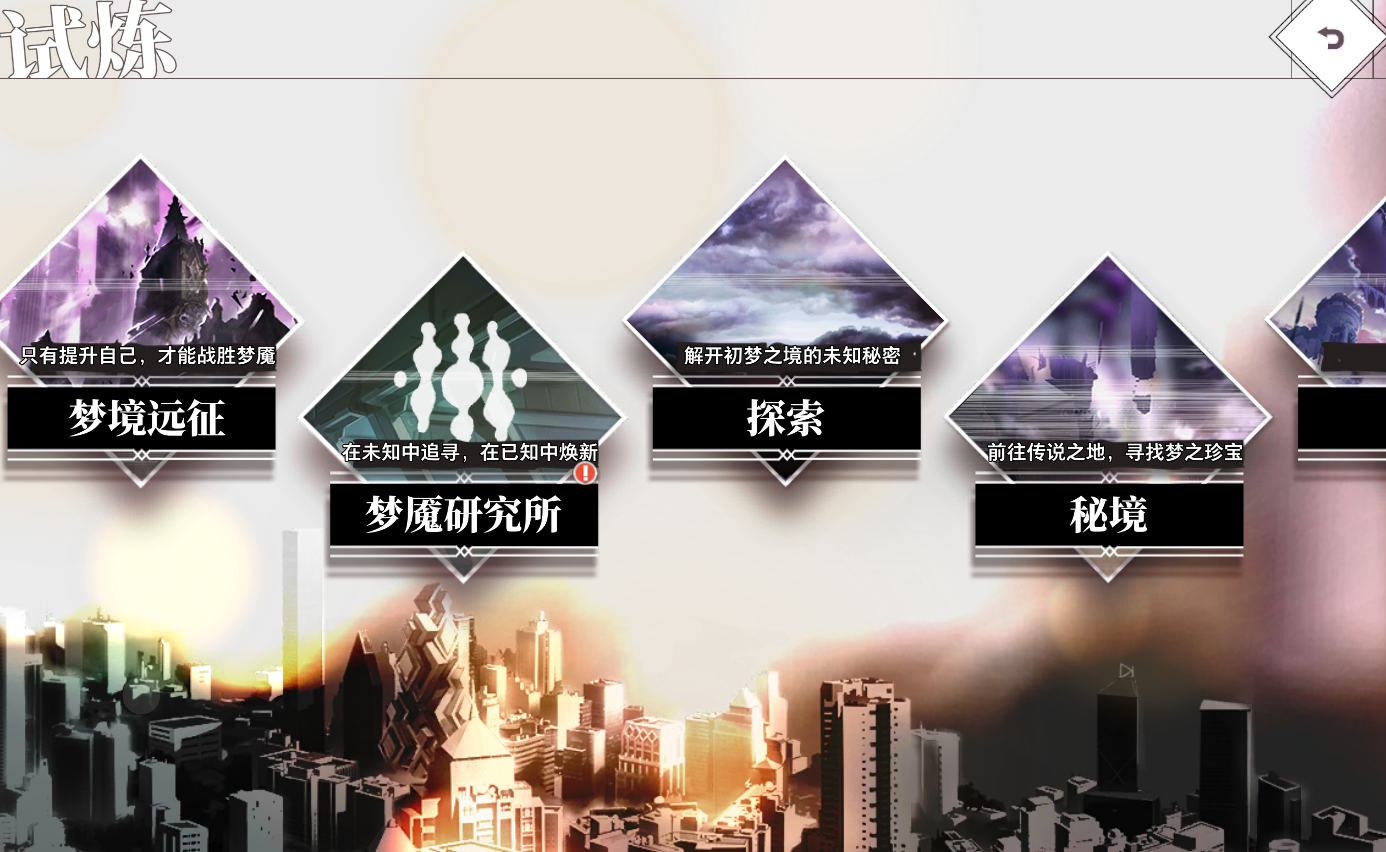 试炼
只有提升自己，才能战胜梦魇
梦境远征
在未知中追寻，在已知中焕新
梦魇研究所
解开初梦之境的未知秘密
探索
前往传说之地，寻找梦之珍宝
秘境